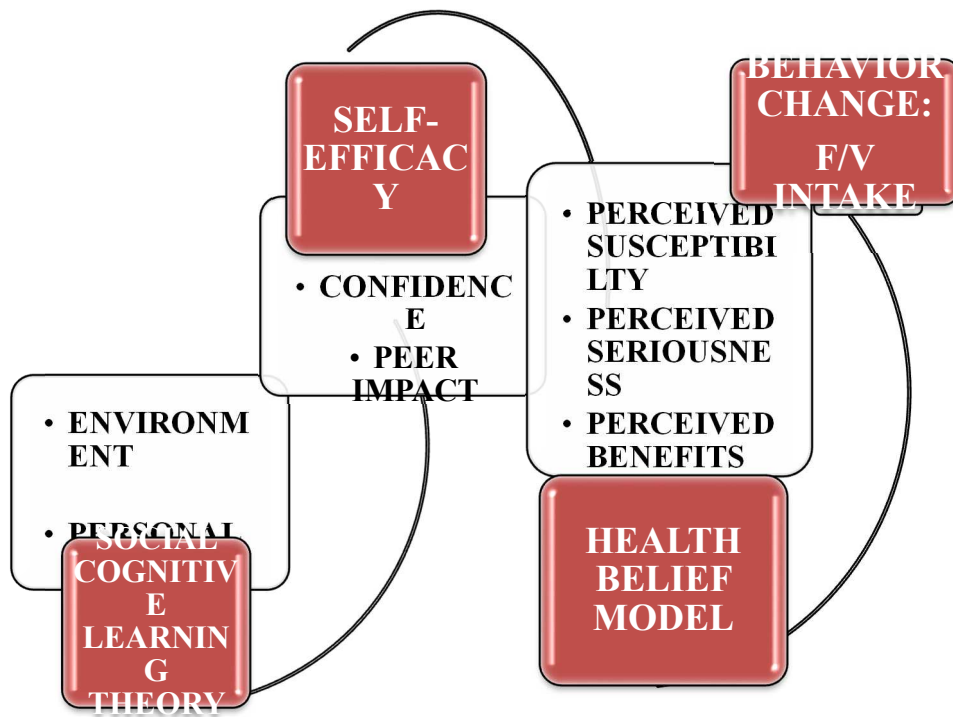 SELF-
EFFICAC
Y
• CONFIDENC
E
• PEER
IMPACT
• ENVIRONM
ENT
• PERSONAL
SOCIAL
COGNITIV
E
LEARNIN
G
THEORY
• PERCEIVED
SUSCEPTIBI
LTY
• PERCEIVED
SERIOUSNE
SS
• PERCEIVED
BENEFITS
HEALTH
BELIEF
MODEL
BEHAVIOR
CHANGE:
F/V
INTAKE